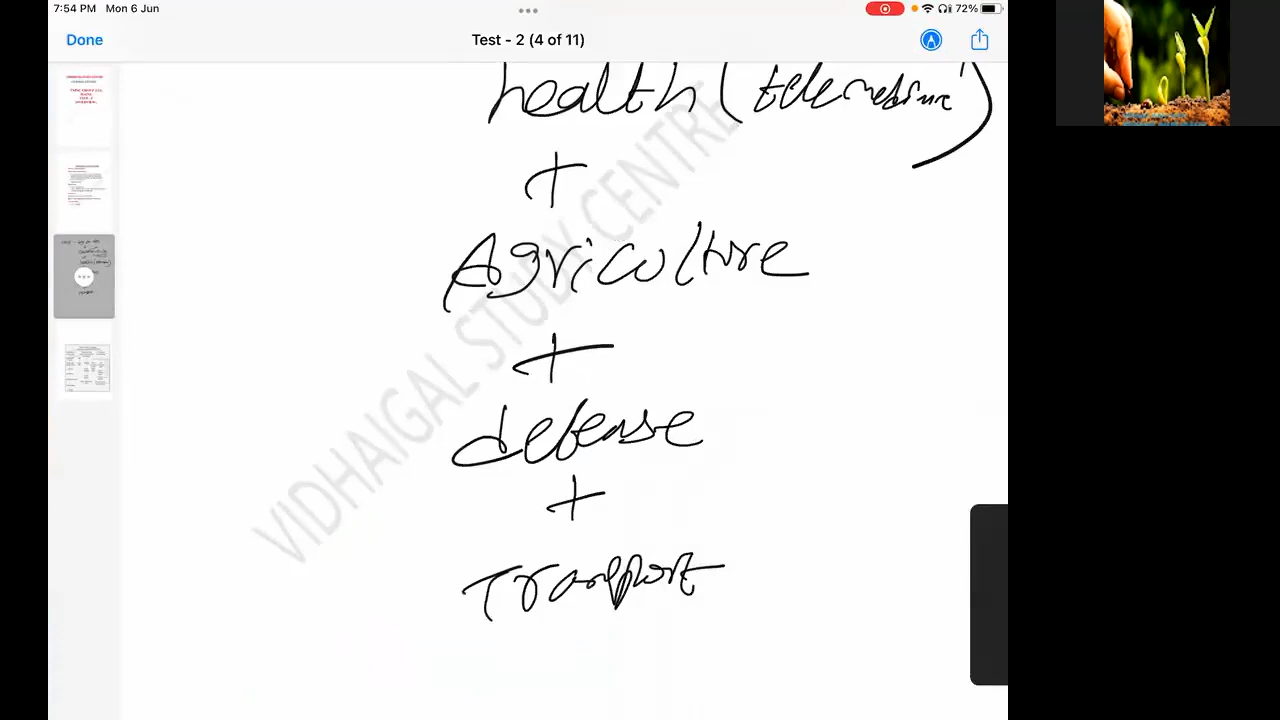 7:54 PM Mon 6 Jun
72%
Done
Test - 2 (4 of 11)
health (telemedicine)
+
Agriculture
+
defense
+
Transport
VIDHAIGAL STUDY CENTRE